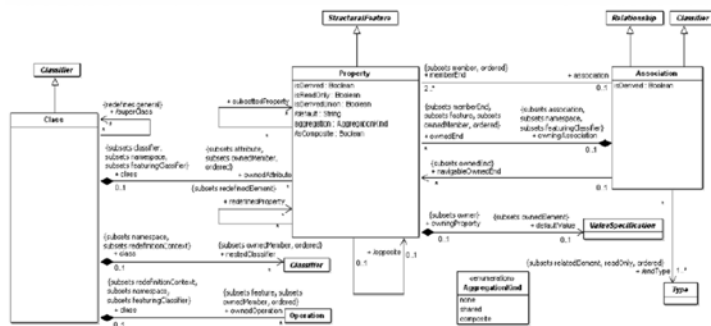 StructuralFeature
Relationship
Classifier
Classifier
Property
isDerived : Boolean
isReadOnly : Boolean
isDerivedUnion : Boolean
/default : String
aggregation : AggregationKind
/isComposite : Boolean
Association
isDerived : Boolean
{subsets member, ordered}
+ memberEnd
+ association
2..*
0..1
{subsets memberEnd,
subsets feature, subsets
ownedMember, ordered}
+ ownedEnd
*
{subsets association,
subsets namespace,
subsets featuringClassifier}
+ owningAssociation
0..1
{subsets ownedEnd}
+ navigableOwnedEnd
*
0..1
Class
{redefines general}
+ /superClass
*
*
+ subsettedProperty
*
*
{subsets classifier,
subsets namespace,
subsets featuringClassifier}
+ class
0..1
{subsets attribute,
subsets ownedMember,
ordered}
+ ownedAttribute
*
{subsets redefinedElement}
+ redefinedProperty
*
*
{subsets namespace,
subsets redefinitionContext}
+ class
0..1
{subsets ownedMember, ordered}
+ nestedClassifier
*
Classifier
{subsets redefinitionContext,
subsets namespace,
subsets featuringClassifier}
+ class
0..1
{subsets feature, subsets
ownedMember, ordered}
+ ownedOperation
*
Operation
+ /opposite
0..1
0..1
{subsets owner}
+ owningProperty
0..1
{subsets ownedElement}
+ defaultValue
0..1
ValueSpecification
*
{subsets relatedElement, readOnly, ordered}
+ /endType
1..*
Type
«enumeration»
AggregationKind
none
shared
composite